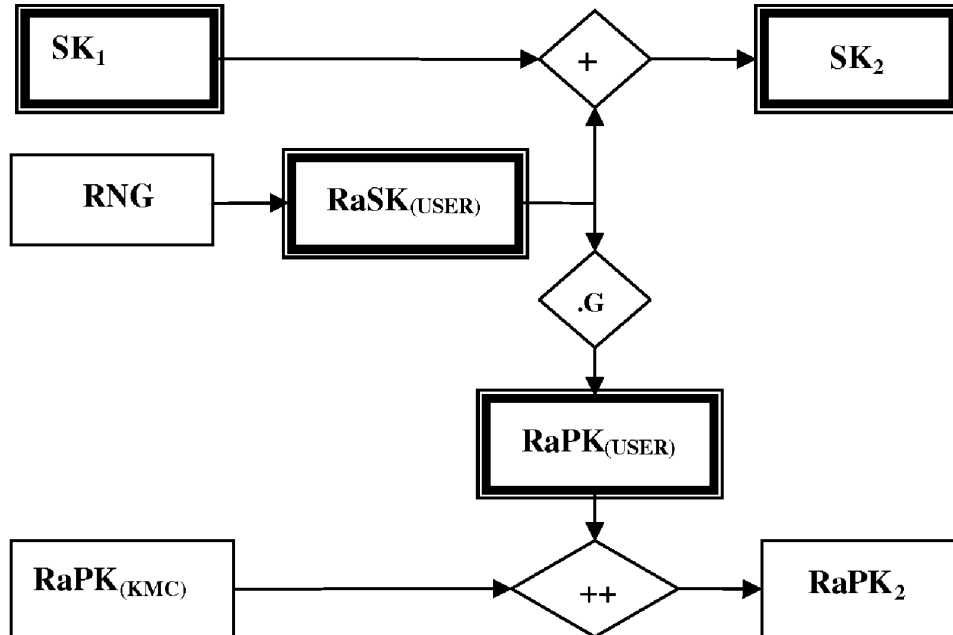 SK₁
+
SK₂
RNG
RaSK(USER)
.G
RaPK(USER)
RaPK(KMC)
++
RaPK₂